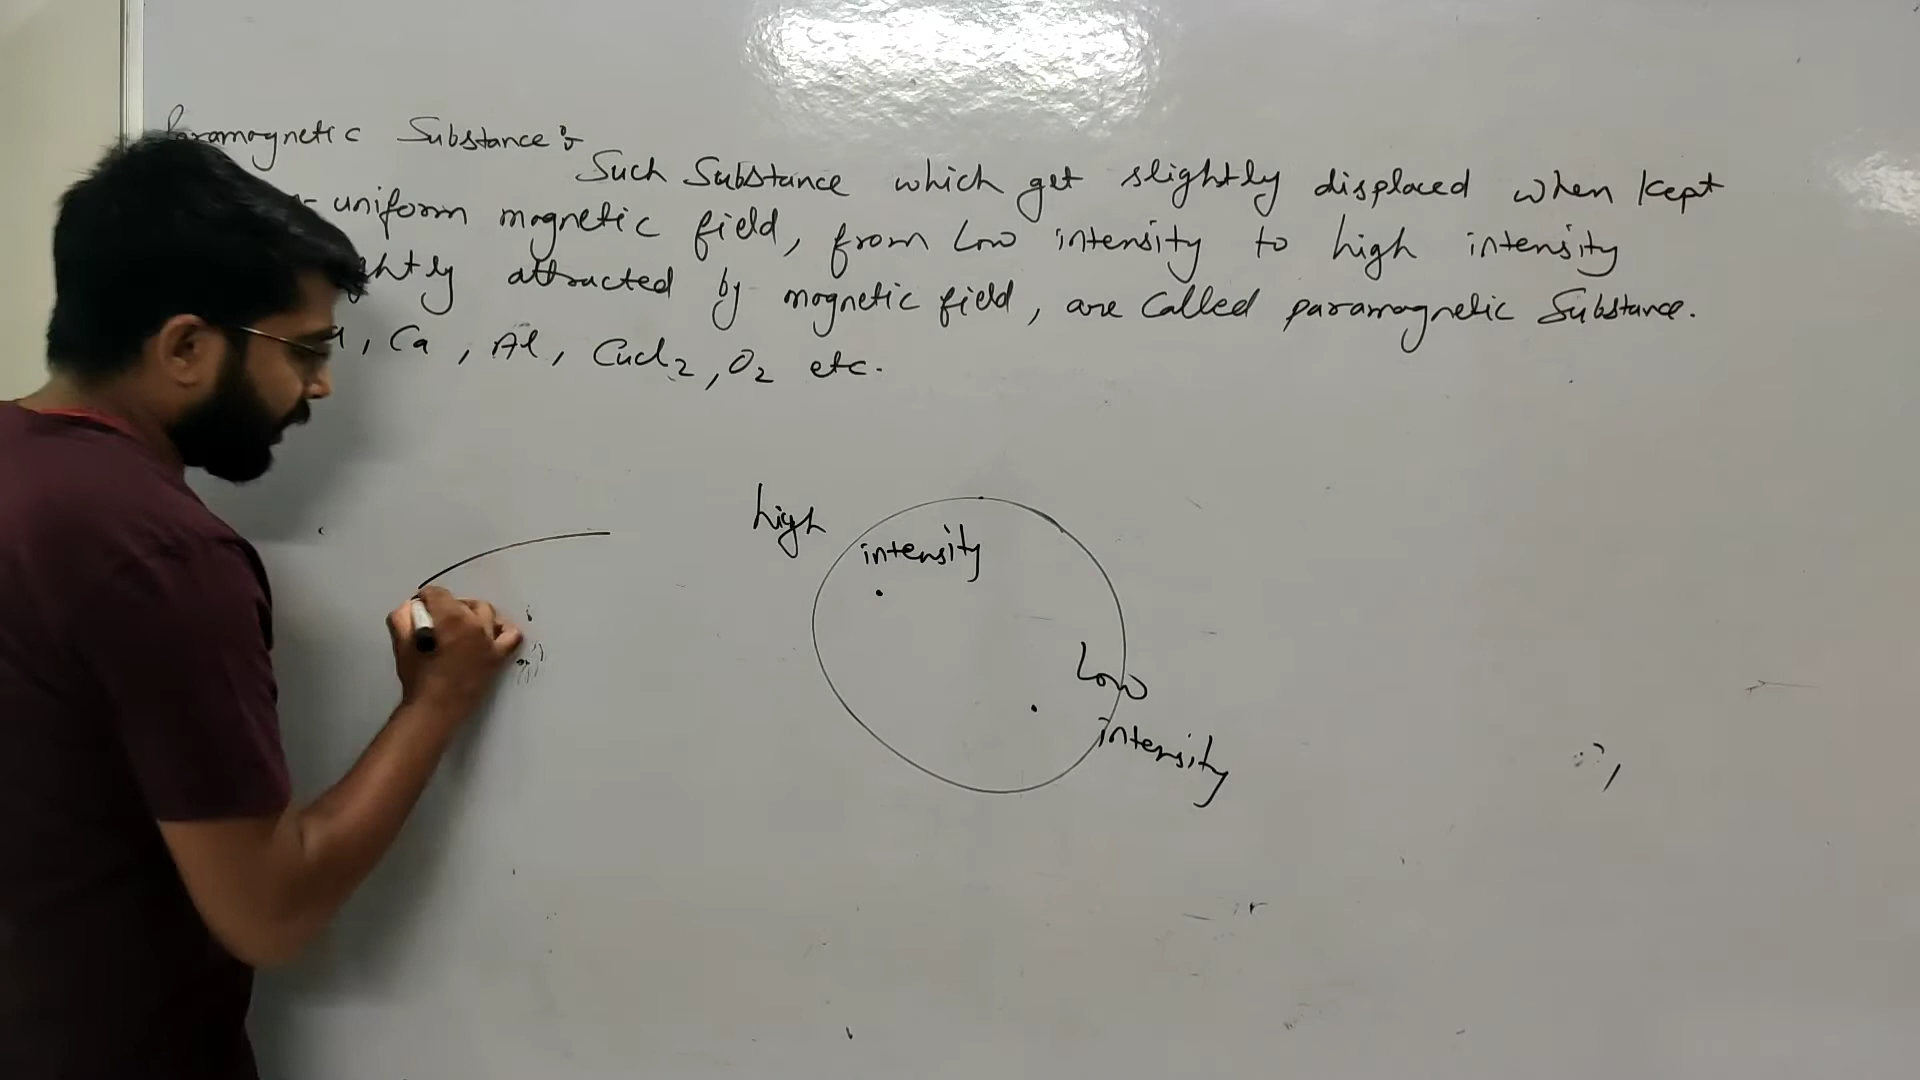 Paramagnetic Substance :-
Such Substance which get slightly displaced when kept
uniform magnetic field, from Low intensity to high intensity
attracted by magnetic field, are called paramagnetic Substance.
, Ca , Al, CuCl2, O2 etc.
high
intensity
Low
intensity